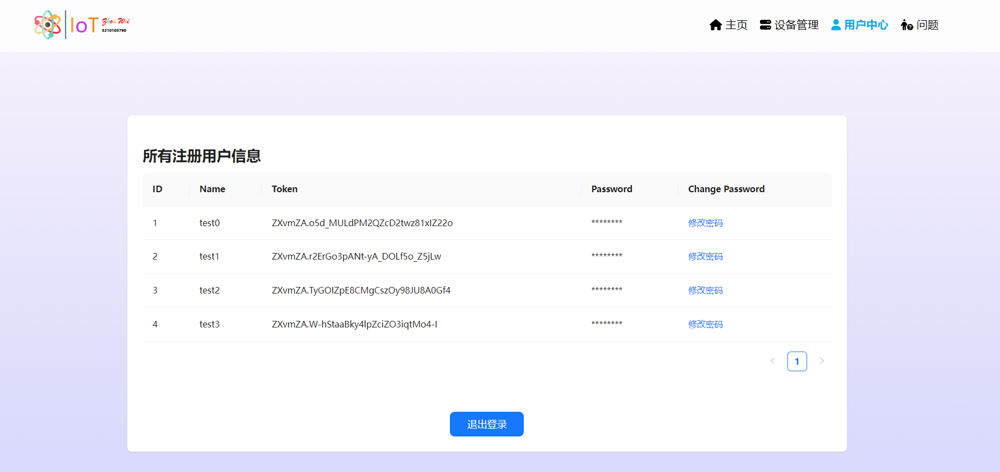 IoT Zhou Wei
3210103790
主页 设备管理 用户中心 问题
所有注册用户信息
ID Name Token Password Change Password
1 test0 ZXvmZA.o5d_MULdPM2QZcD2twz81xIZ22o ******** 修改密码
2 test1 ZXvmZA.r2ErGo3pANt-yA_DOLf5o_Z5jLw ******** 修改密码
3 test2 ZXvmZA.TyGOIZpE8CMgCszOy98JU8A0Gf4 ******** 修改密码
4 test3 ZXvmZA.W-hStaaBky4lpZciZO3iqtMo4-I ******** 修改密码
< 1 >
退出登录